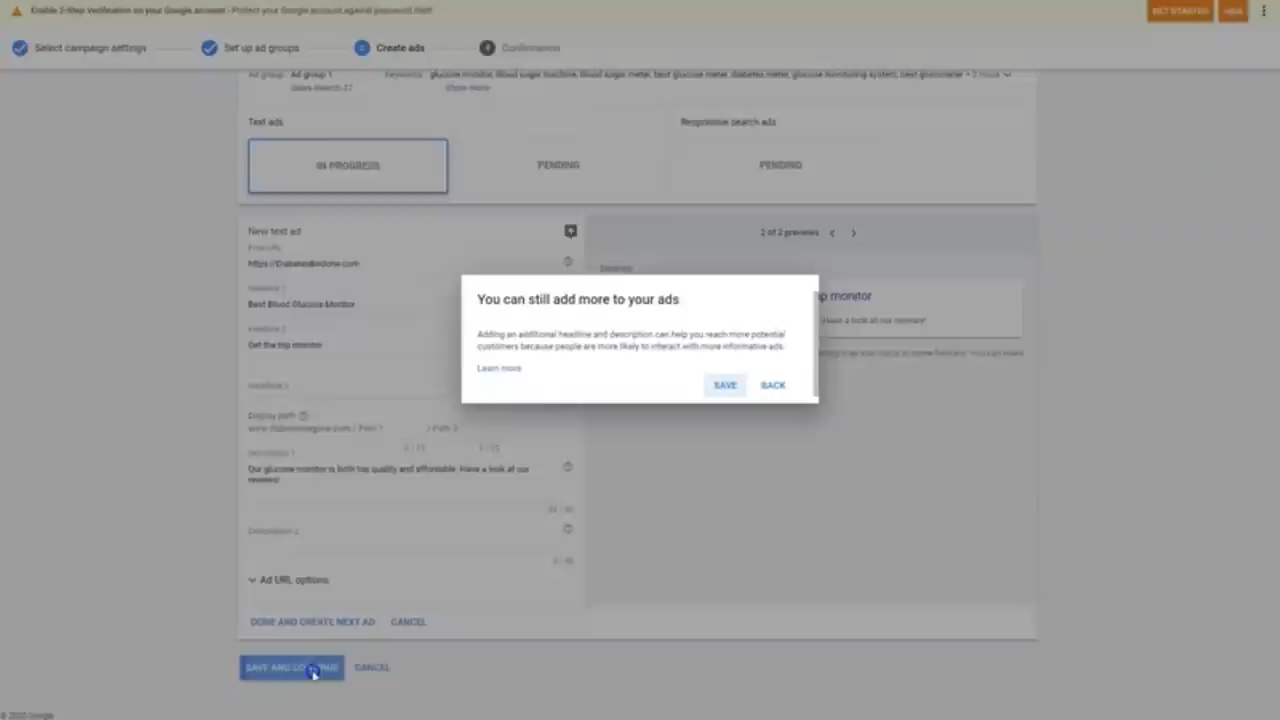 Enable 2-Step Verification on your Google account - Protect your Google account against password theft
GET STARTED
HIDE
Select campaign settings
Set up ad groups
Create ads
4
Confirmation
Ad group: Ad group 1
Keywords: glucose monitor, blood sugar machine, blood sugar meter, best glucose meter, diabetes meter, glucose monitoring system, best glucometer
Show more
Text ads
Responsive search ads
IN PROGRESS
PENDING
PENDING
New text ad
2 of 2 previews
Final URL
Headline 1
Best Blood Glucose Monitor
Headline 2
Get the top monitor
Headline 3
Display path
/ Path 1
/ Path 2
Description 1
Our glucose monitor is both top quality and affordable. Have a look at our
reviews!
Description 2
Ad URL options
DONE AND CREATE NEXT AD
CANCEL
SAVE AND CONTINUE
CANCEL
© 2020 Google
You can still add more to your ads
Adding an additional headline and description can help you reach more potential
customers because people are more likely to interact with more informative ads.
Learn more
SAVE
BACK
p monitor